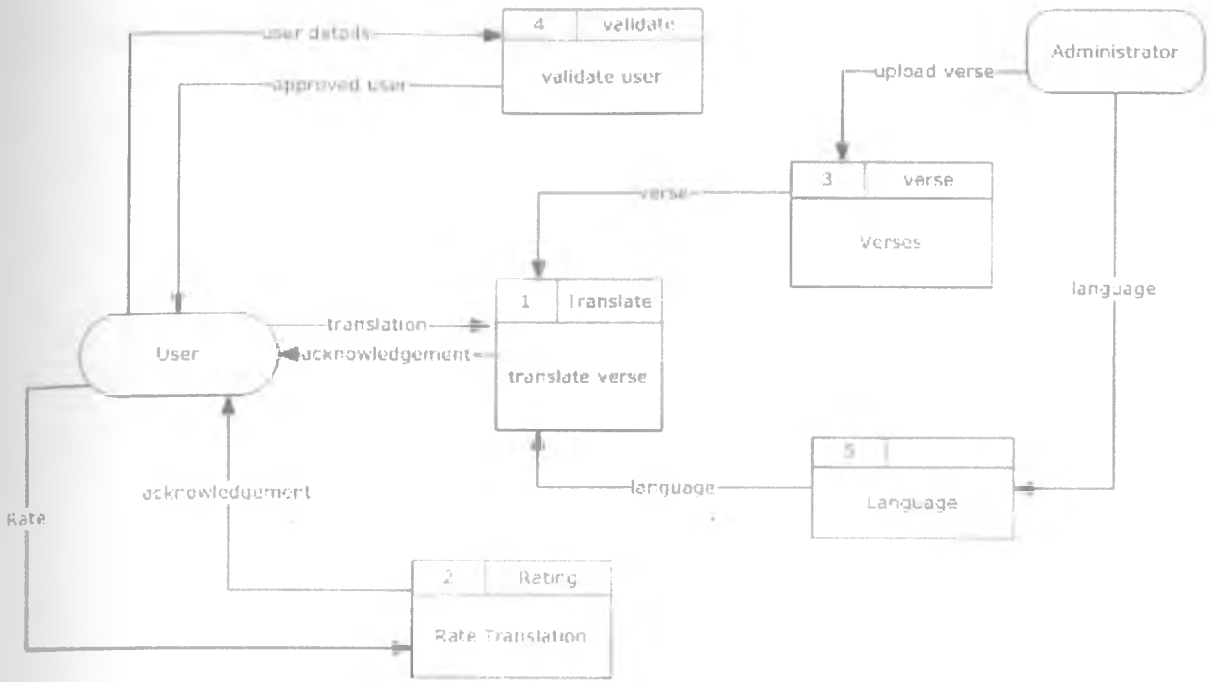 4 validate
user details
Administrator
validate user
upload verse
approved user
3 verse
verse
Verses
language
1 Translate
translation
User
acknowledgement
translate verse
5
language
Language
acknowledgement
Rate
2 Rating
Rate Translation